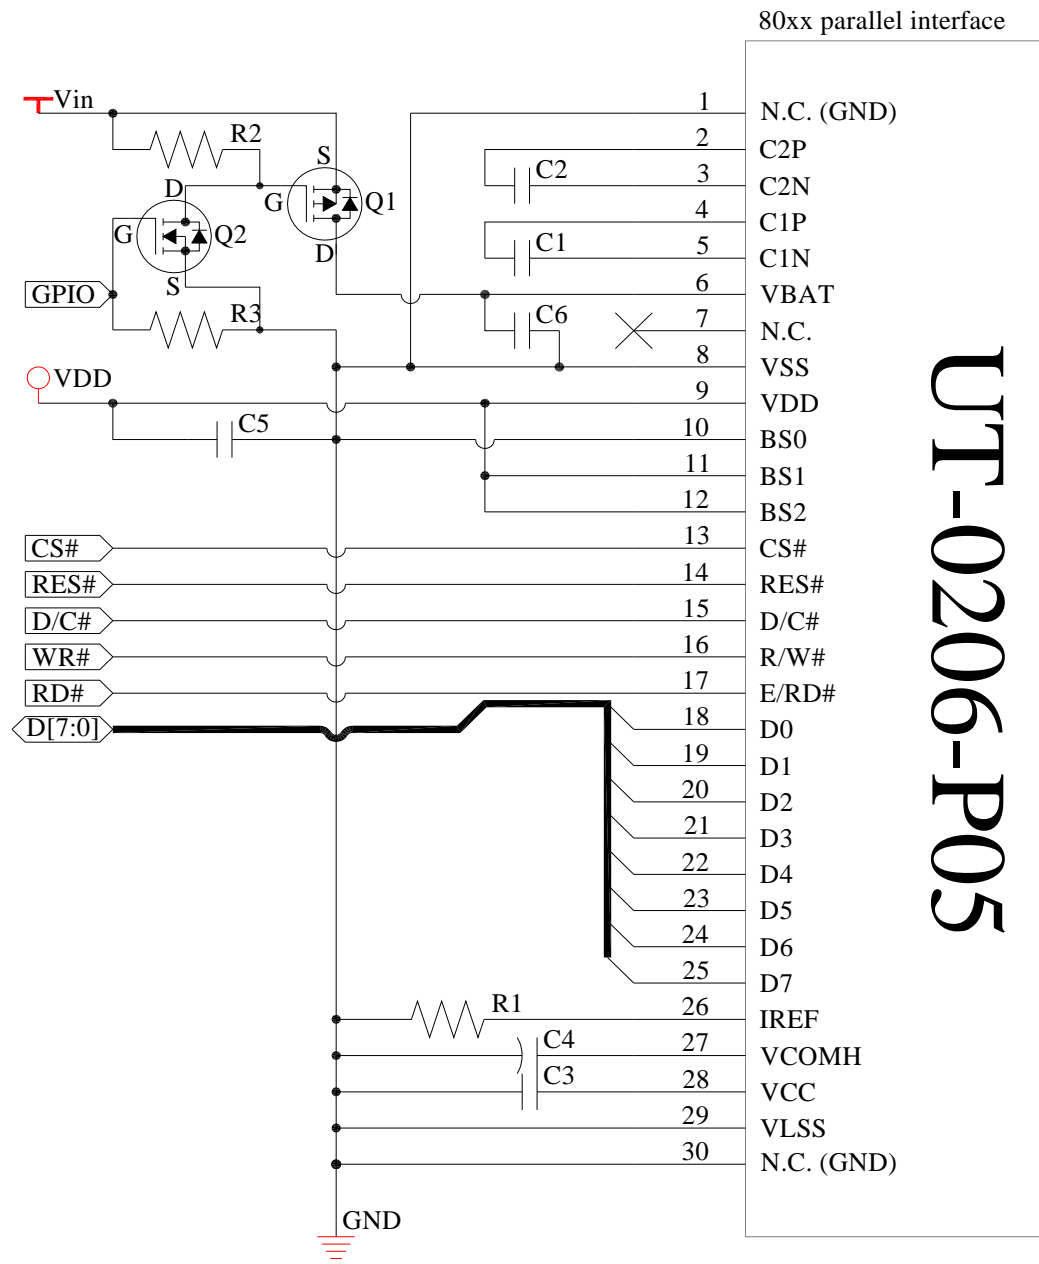 80xx parallel interface
Vin
R2
S
D
G
Q1
G
Q2
D
S
GPIO
R3
VDD
C5
C2
C1
C6
CS#
RES#
D/C#
WR#
RD#
D[7:0]
R1
C4
C3
GND
1 N.C. (GND)
2 C2P
3 C2N
4 C1P
5 C1N
6 VBAT
7 N.C.
8 VSS
9 VDD
10 BS0
11 BS1
12 BS2
13 CS#
14 RES#
15 D/C#
16 R/W#
17 E/RD#
18 D0
19 D1
20 D2
21 D3
22 D4
23 D5
24 D6
25 D7
26 IREF
27 VCOMH
28 VCC
29 VLSS
30 N.C. (GND)
UT-0206-P05